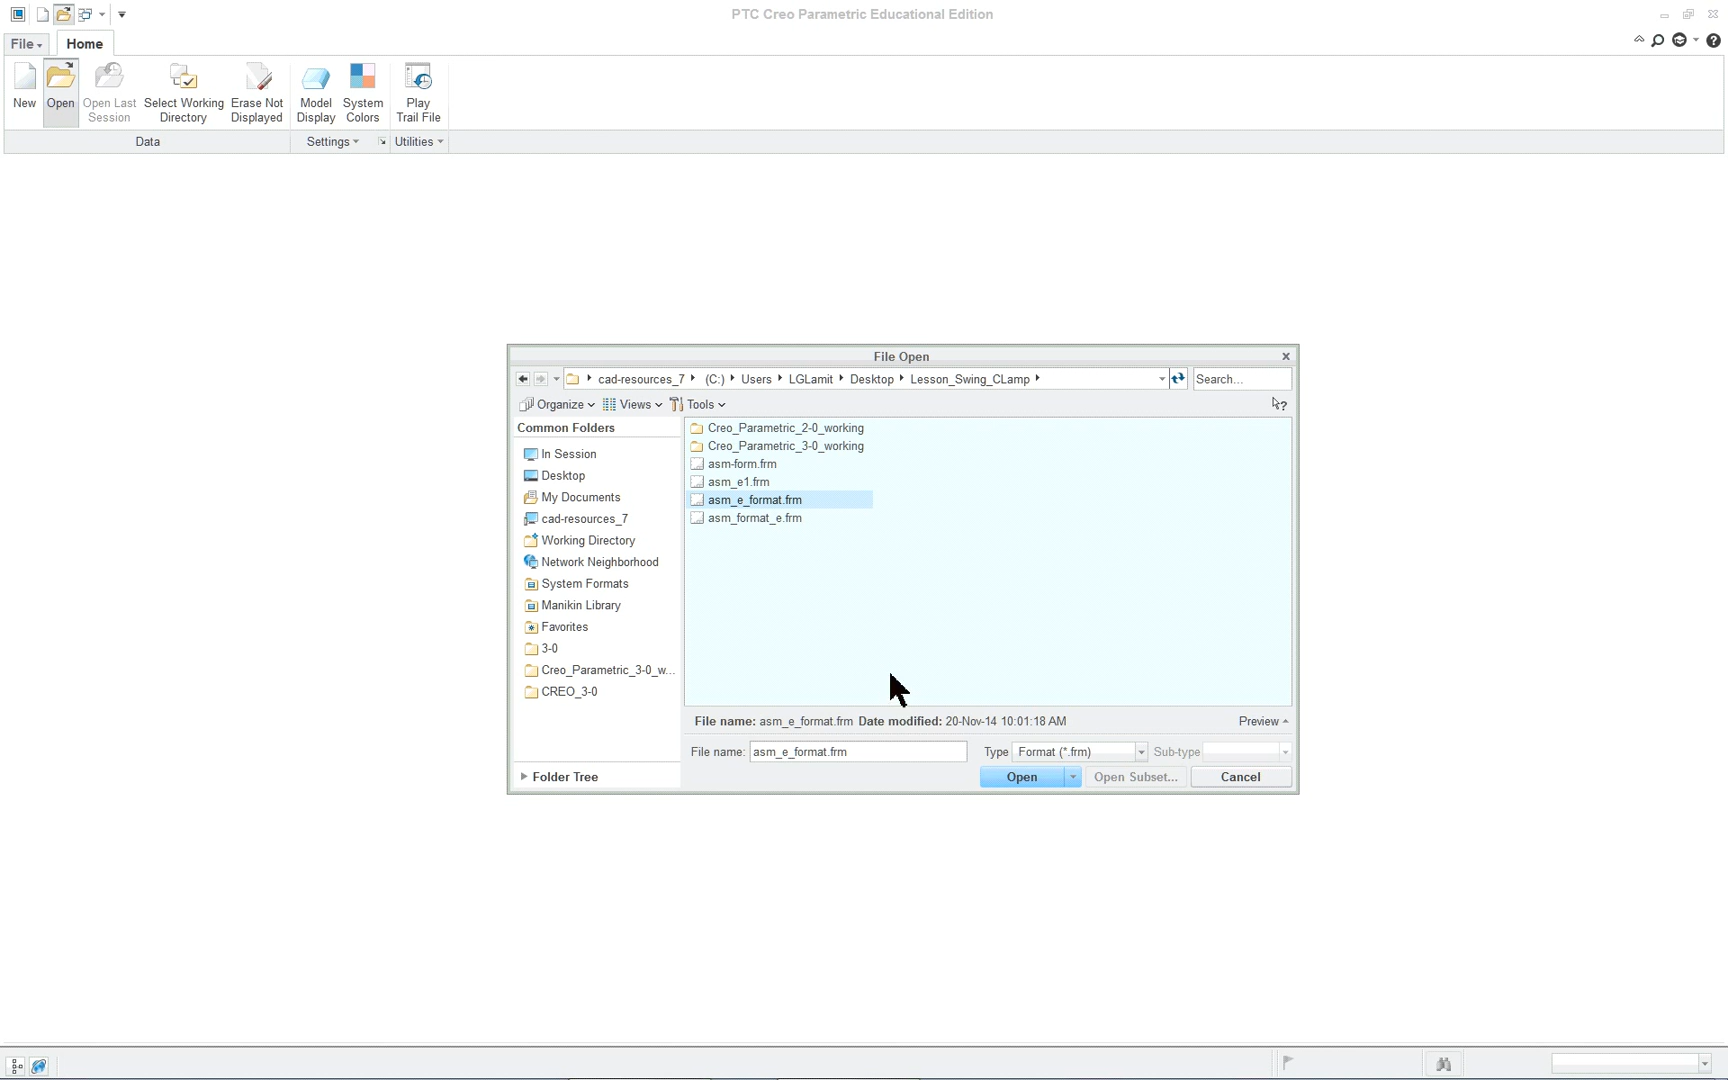 PTC Creo Parametric Educational Edition
File Home
New Open Open Last Session Select Working Directory Erase Not Displayed Model Display System Colors Play Trail File
Data Settings Utilities
File Open
cad-resources_7 (C:) Users LGLamit Desktop Lesson_Swing_CLamp Search...
Organize Views Tools
Common Folders
In Session
Desktop
My Documents
cad-resources_7
Working Directory
Network Neighborhood
System Formats
Manikin Library
Favorites
3-0
Creo_Parametric_3-0_w...
CREO_3-0
Folder Tree
Creo_Parametric_2-0_working
Creo_Parametric_3-0_working
asm-form.frm
asm_e1.frm
asm_e_format.frm
asm_format_e.frm
File name: asm_e_format.frm Date modified: 20-Nov-14 10:01:18 AM Preview
File name: asm_e_format.frm Type Format (*.frm) Sub-type
Open Open Subset... Cancel